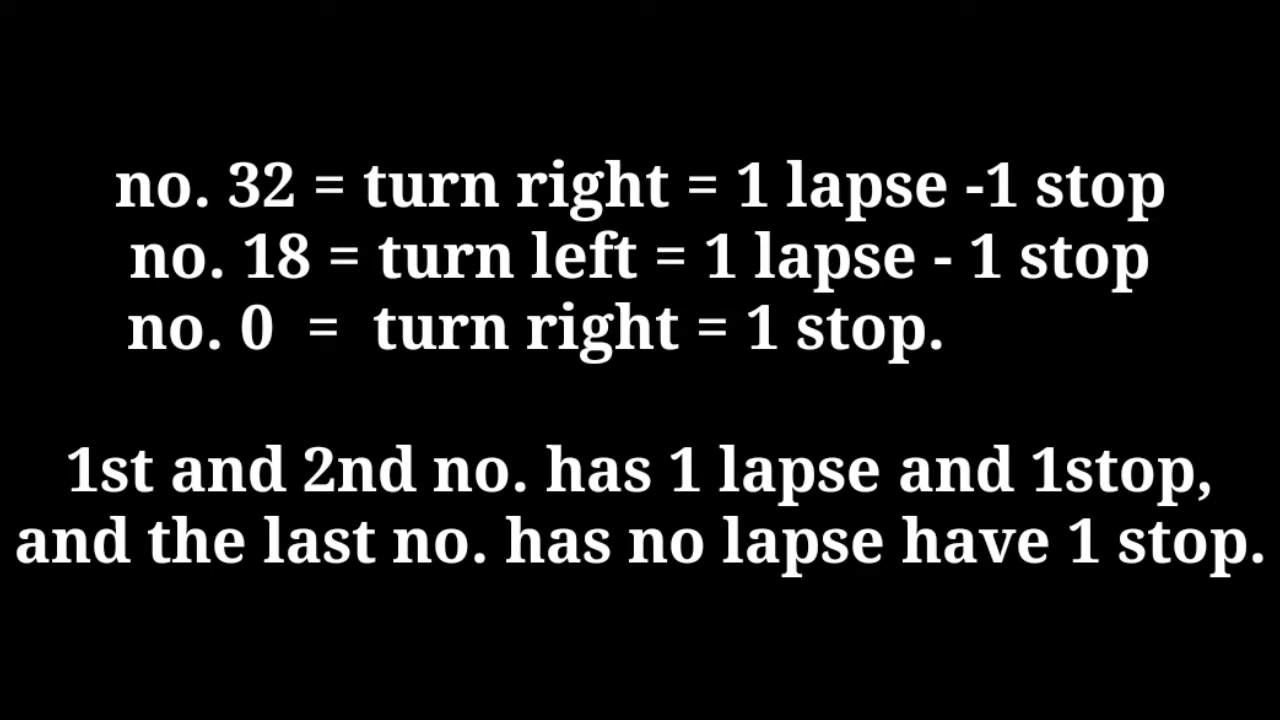 no. 32 = turn right = 1 lapse -1 stop
no. 18 = turn left = 1 lapse - 1 stop
no. 0 = turn right = 1 stop.
1st and 2nd no. has 1 lapse and 1stop,
and the last no. has no lapse have 1 stop.